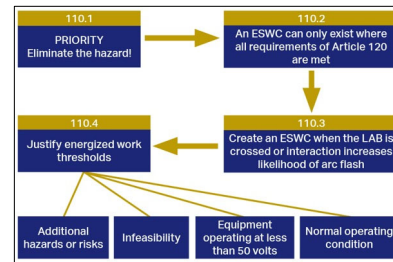 110.1
PRIORITY
Eliminate the hazard!
110.2
An ESWC can only exist where
all requirements of Article 120
are met
110.4
Justify energized work
thresholds
110.3
Create an ESWC when the LAB is
crossed or interaction increases
likelihood of arc flash
Additional
hazards or risks
Infeasibility
Equipment
operating at less
than 50 volts
Normal operating
condition